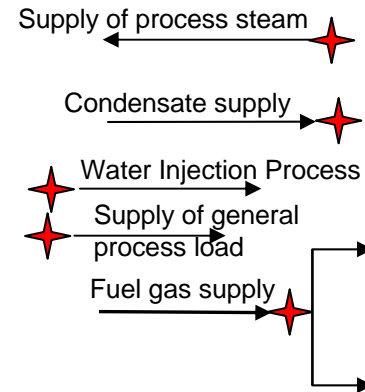 Supply of process steam
Condensate supply
Water Injection Process
Supply of general
process load
Fuel gas supply